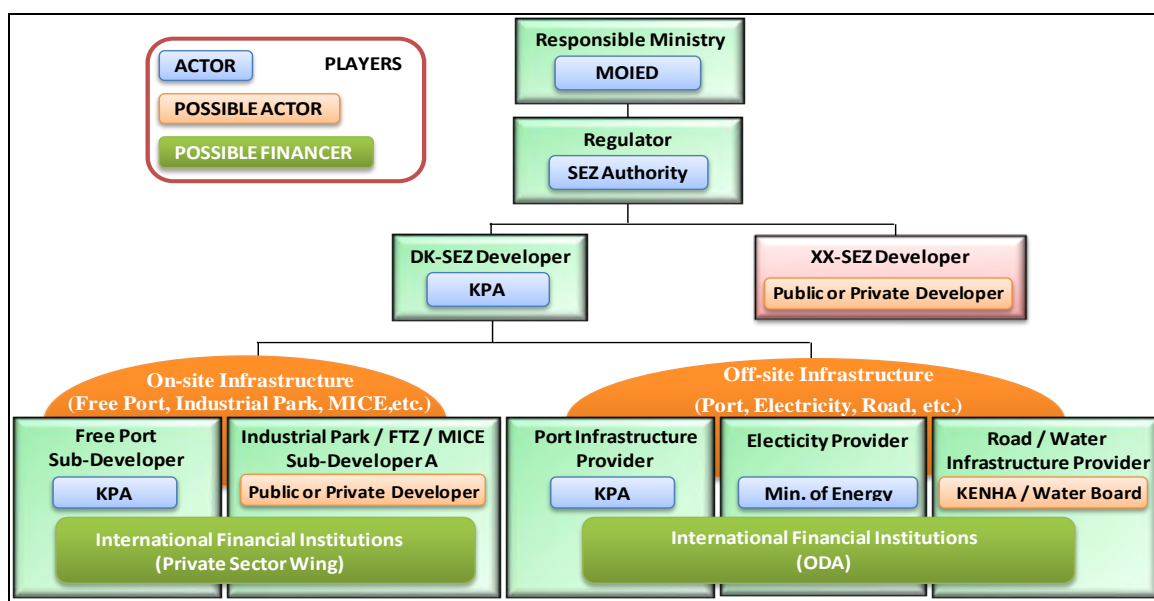 Responsible Ministry
MOIED
ACTOR
PLAYERS
POSSIBLE ACTOR
POSSIBLE FINANCER
Regulator
SEZ Authority
DK-SEZ Developer
KPA
XX-SEZ Developer
Public or Private Developer
On-site Infrastructure
(Free Port, Industrial Park, MICE,etc.)
Off-site Infrastructure
(Port, Electricity, Road, etc.)
Free Port
Sub-Developer
KPA
Industrial Park / FTZ / MICE
Sub-Developer A
Public or Private Developer
Port Infrastructure
Provider
KPA
Electicity Provider
Min. of Energy
Road / Water
Infrastructure Provider
KENHA / Water Board
International Financial Institutions
(Private Sector Wing)
International Financial Institutions
(ODA)